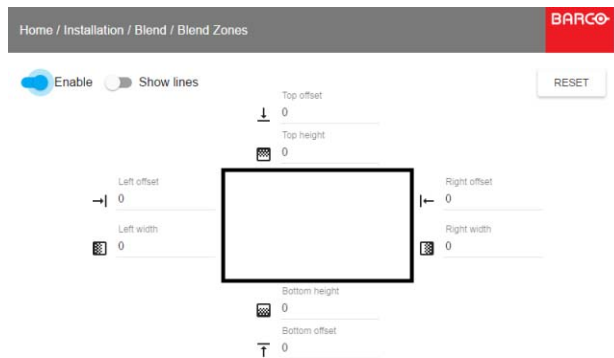 Home / Installation / Blend / Blend Zones
BARCO
Enable
Show lines
RESET
Top offset
0
Top height
0
Left offset
0
Right offset
0
Left width
0
Right width
0
Bottom height
0
Bottom offset
0